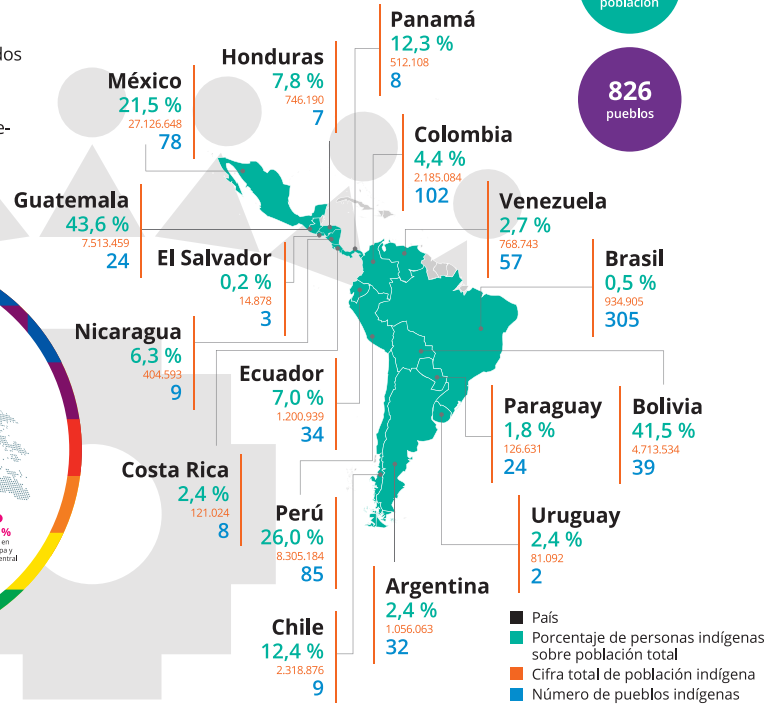 población
826
pueblos
dos
e-
Panamá
12,3 %
512.108
8
Honduras
7,8 %
746.190
7
México
21,5 %
27.126.648
78
Colombia
4,4 %
2.185.084
102
Guatemala
43,6 %
7.513.459
24
Venezuela
2,7 %
768.743
57
El Salvador
0,2 %
14.878
3
Brasil
0,5 %
934.905
305
Nicaragua
6,3 %
404.593
9
Ecuador
7,0 %
1.200.939
34
Paraguay
1,8 %
126.631
24
Bolivia
41,5 %
4.713.534
39
Costa Rica
2,4 %
121.024
8
Perú
26,0 %
8.305.184
85
Uruguay
2,4 %
81.092
2
Argentina
2,4 %
1.056.063
32
Chile
12,4 %
2.318.876
9
%
en
pa y
entral
País
Porcentaje de personas indígenas
sobre población total
Cifra total de población indígena
Número de pueblos indígenas